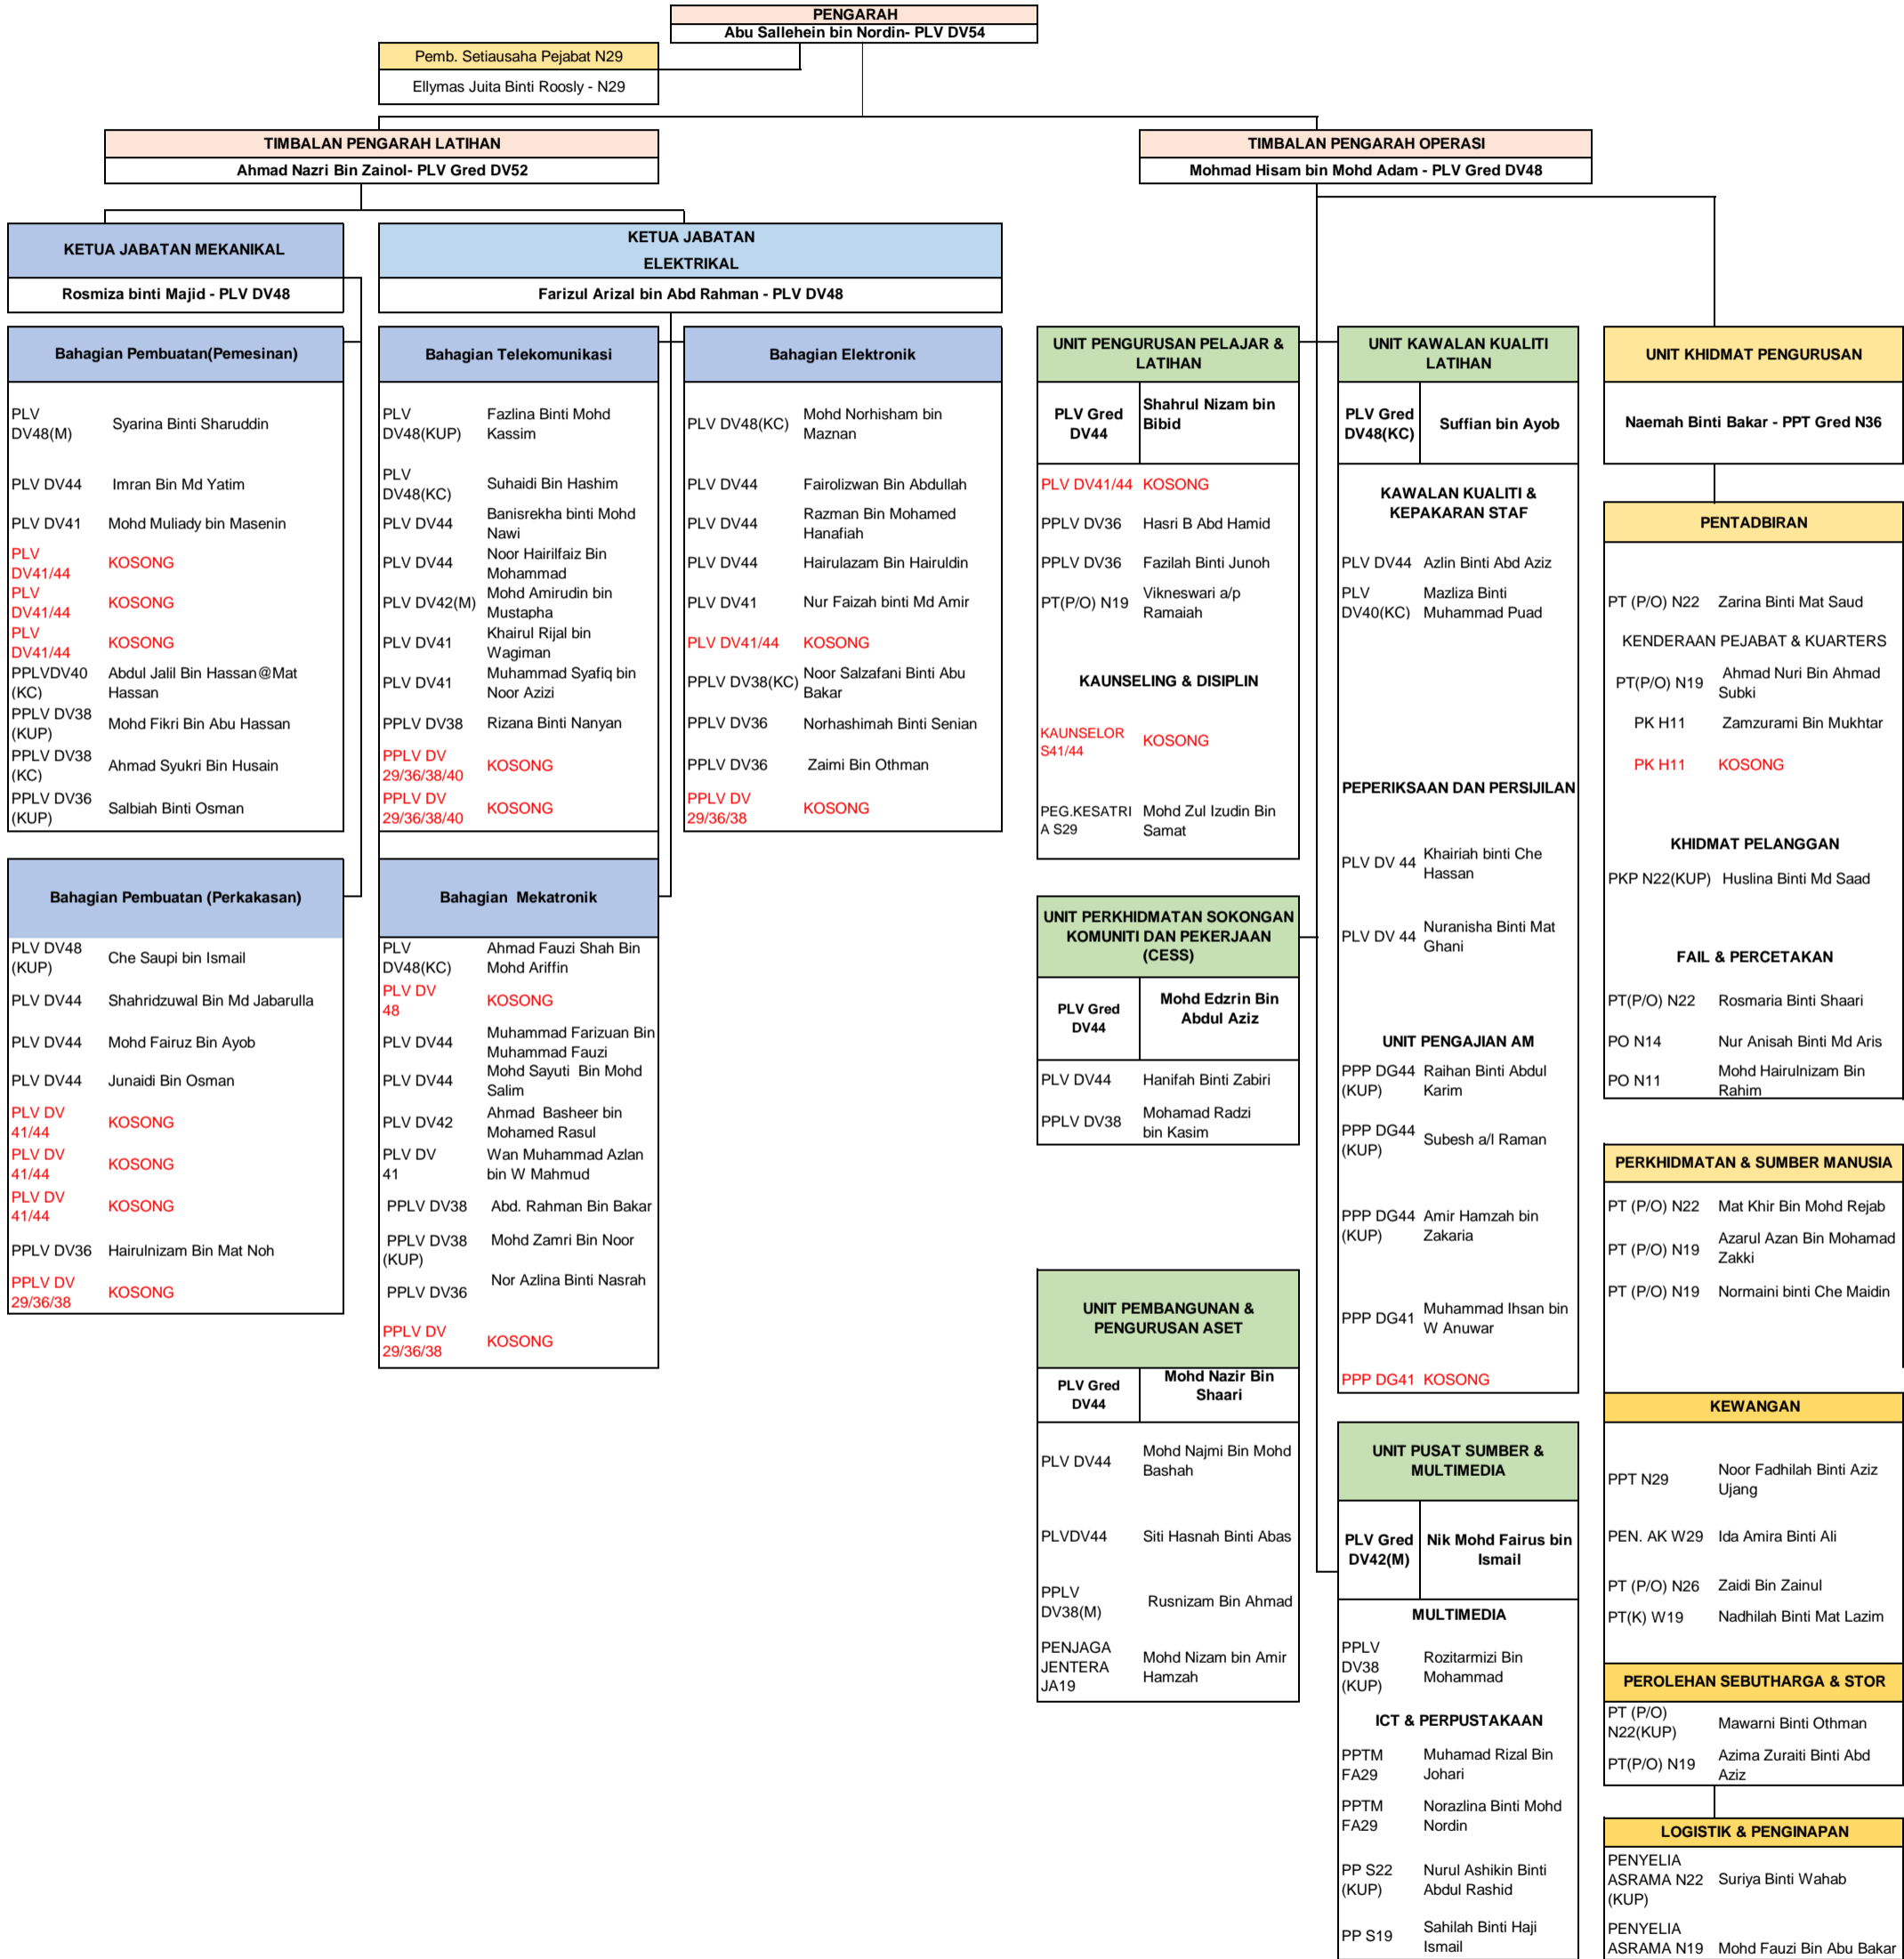 PENGARAH
Abu Sallehein bin Nordin- PLV DV54
Pemb. Setiausaha Pejabat N29
Ellymas Juita Binti Roosly - N29
TIMBALAN PENGARAH LATIHAN
Ahmad Nazri Bin Zainol- PLV Gred DV52
TIMBALAN PENGARAH OPERASI
Mohmad Hisam bin Mohd Adam - PLV Gred DV48
KETUA JABATAN MEKANIKAL
Rosmiza binti Majid - PLV DV48
KETUA JABATAN
ELEKTRIKAL
Farizul Arizal bin Abd Rahman - PLV DV48
Bahagian Pembuatan(Pemesinan)
PLV
DV48(M)
Syarina Binti Sharuddin
PLV DV44 Imran Bin Md Yatim
PLV DV41 Mohd Muliady bin Masenin
PLV
DV41/44
KOSONG
PLV
DV41/44
KOSONG
PLV
DV41/44
KOSONG
PPLVDV40
(KC)
Abdul Jalil Bin Hassan@Mat
Hassan
PPLV DV38
(KUP)
Mohd Fikri Bin Abu Hassan
PPLV DV38
(KC)
Ahmad Syukri Bin Husain
PPLV DV36
(KUP)
Salbiah Binti Osman
Bahagian Pembuatan (Perkakasan)
PLV DV48
(KUP)
Che Saupi bin Ismail
PLV DV44 Shahridzuwal Bin Md Jabarulla
PLV DV44 Mohd Fairuz Bin Ayob
PLV DV44 Junaidi Bin Osman
PLV DV
41/44
KOSONG
PLV DV
41/44
KOSONG
PLV DV
41/44
KOSONG
PPLV DV36 Hairulnizam Bin Mat Noh
PPLV DV
29/36/38
KOSONG
Bahagian Telekomunikasi
PLV
DV48(KUP)
Fazlina Binti Mohd
Kassim
PLV
DV48(KC)
Suhaidi Bin Hashim
PLV DV44
Banisrekha binti Mohd
Nawi
PLV DV44
Noor Hairilfaiz Bin
Mohammad
PLV DV42(M)
Mohd Amirudin bin
Mustapha
PLV DV41
Khairul Rijal bin
Wagiman
PLV DV41
Muhammad Syafiq bin
Noor Azizi
PPLV DV38 Rizana Binti Nanyan
PPLV DV
29/36/38/40
KOSONG
PPLV DV
29/36/38/40
KOSONG
Bahagian Mekatronik
PLV
DV48(KC)
Ahmad Fauzi Shah Bin
Mohd Ariffin
PLV DV
48
KOSONG
PLV DV44
Muhammad Farizuan Bin
Muhammad Fauzi
PLV DV44
Mohd Sayuti Bin Mohd
Salim
PLV DV42
Ahmad Basheer bin
Mohamed Rasul
PLV DV
41
Wan Muhammad Azlan
bin W Mahmud
PPLV DV38 Abd. Rahman Bin Bakar
PPLV DV38
(KUP)
Mohd Zamri Bin Noor
PPLV DV36
Nor Azlina Binti Nasrah
PPLV DV
29/36/38
KOSONG
Bahagian Elektronik
PLV DV48(KC)
Mohd Norhisham bin
Maznan
PLV DV44 Fairolizwan Bin Abdullah
PLV DV44
Razman Bin Mohamed
Hanafiah
PLV DV44 Hairulazam Bin Hairuldin
PLV DV41 Nur Faizah binti Md Amir
PLV DV41/44 KOSONG
PPLV DV38(KC)
Noor Salzafani Binti Abu
Bakar
PPLV DV36 Norhashimah Binti Senian
PPLV DV36 Zaimi Bin Othman
PPLV DV
29/36/38
KOSONG
UNIT PENGURUSAN PELAJAR &
LATIHAN
PLV Gred
DV44
Shahrul Nizam bin
Bibid
PLV DV41/44 KOSONG
PPLV DV36 Hasri B Abd Hamid
PPLV DV36 Fazilah Binti Junoh
PT(P/O) N19
Vikneswari a/p
Ramaiah
KAUNSELING & DISIPLIN
KAUNSELOR
S41/44
KOSONG
PEG.KESATRI
A S29
Mohd Zul Izudin Bin
Samat
UNIT PERKHIDMATAN SOKONGAN
KOMUNITI DAN PEKERJAAN
(CESS)
PLV Gred
DV44
Mohd Edzrin Bin
Abdul Aziz
PLV DV44 Hanifah Binti Zabiri
PPLV DV38
Mohamad Radzi
bin Kasim
UNIT PEMBANGUNAN &
PENGURUSAN ASET
PLV Gred
DV44
Mohd Nazir Bin
Shaari
PLV DV44
Mohd Najmi Bin Mohd
Bashah
PLVDV44 Siti Hasnah Binti Abas
PPLV
DV38(M)
Rusnizam Bin Ahmad
PENJAGA
JENTERA
JA19
Mohd Nizam bin Amir
Hamzah
UNIT KAWALAN KUALITI
LATIHAN
PLV Gred
DV48(KC)
Suffian bin Ayob
KAWALAN KUALITI &
KEPAKARAN STAF
PLV DV44 Azlin Binti Abd Aziz
PLV
DV40(KC)
Mazliza Binti
Muhammad Puad
PEPERIKSAAN DAN PERSIJILAN
PLV DV 44
Khairiah binti Che
Hassan
PLV DV 44
Nuranisha Binti Mat
Ghani
UNIT PENGAJIAN AM
PPP DG44
(KUP)
Raihan Binti Abdul
Karim
PPP DG44
(KUP)
Subesh a/l Raman
PPP DG44
(KUP)
Amir Hamzah bin
Zakaria
PPP DG41
Muhammad Ihsan bin
W Anuwar
PPP DG41 KOSONG
UNIT PUSAT SUMBER &
MULTIMEDIA
PLV Gred
DV42(M)
Nik Mohd Fairus bin
Ismail
MULTIMEDIA
PPLV
DV38
(KUP)
Rozitarmizi Bin
Mohammad
ICT & PERPUSTAKAAN
PPTM
FA29
Muhamad Rizal Bin
Johari
PPTM
FA29
Norazlina Binti Mohd
Nordin
PP S22
(KUP)
Nurul Ashikin Binti
Abdul Rashid
PP S19
Sahilah Binti Haji
Ismail
UNIT KHIDMAT PENGURUSAN
Naemah Binti Bakar - PPT Gred N36
PENTADBIRAN
PT (P/O) N22 Zarina Binti Mat Saud
KENDERAAN PEJABAT & KUARTERS
PT(P/O) N19
Ahmad Nuri Bin Ahmad
Subki
PK H11 Zamzurami Bin Mukhtar
PK H11 KOSONG
KHIDMAT PELANGGAN
PKP N22(KUP) Huslina Binti Md Saad
FAIL & PERCETAKAN
PT(P/O) N22 Rosmaria Binti Shaari
PO N14 Nur Anisah Binti Md Aris
PO N11
Mohd Hairulnizam Bin
Rahim
PERKHIDMATAN & SUMBER MANUSIA
PT (P/O) N22 Mat Khir Bin Mohd Rejab
PT (P/O) N19
Azarul Azan Bin Mohamad
Zakki
PT (P/O) N19 Normaini binti Che Maidin
KEWANGAN
PPT N29
Noor Fadhilah Binti Aziz
Ujang
PEN. AK W29 Ida Amira Binti Ali
PT (P/O) N26 Zaidi Bin Zainul
PT(K) W19 Nadhilah Binti Mat Lazim
PEROLEHAN SEBUTHARGA & STOR
PT (P/O)
N22(KUP)
Mawarni Binti Othman
PT(P/O) N19
Azima Zuraiti Binti Abd
Aziz
LOGISTIK & PENGINAPAN
PENYELIA
ASRAMA N22
(KUP)
Suriya Binti Wahab
PENYELIA
ASRAMA N19 Mohd Fauzi Bin Abu Bakar